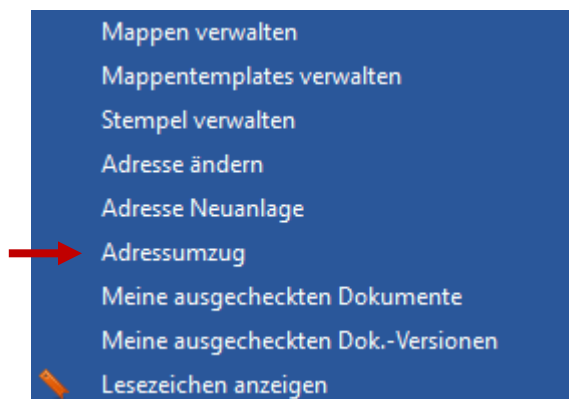 Mappen verwalten
Mappentemplates verwalten
Stempel verwalten
Adresse ändern
Adresse Neuanlage
Adressumzug
Meine ausgecheckten Dokumente
Meine ausgecheckten Dok.-Versionen
Lesezeichen anzeigen